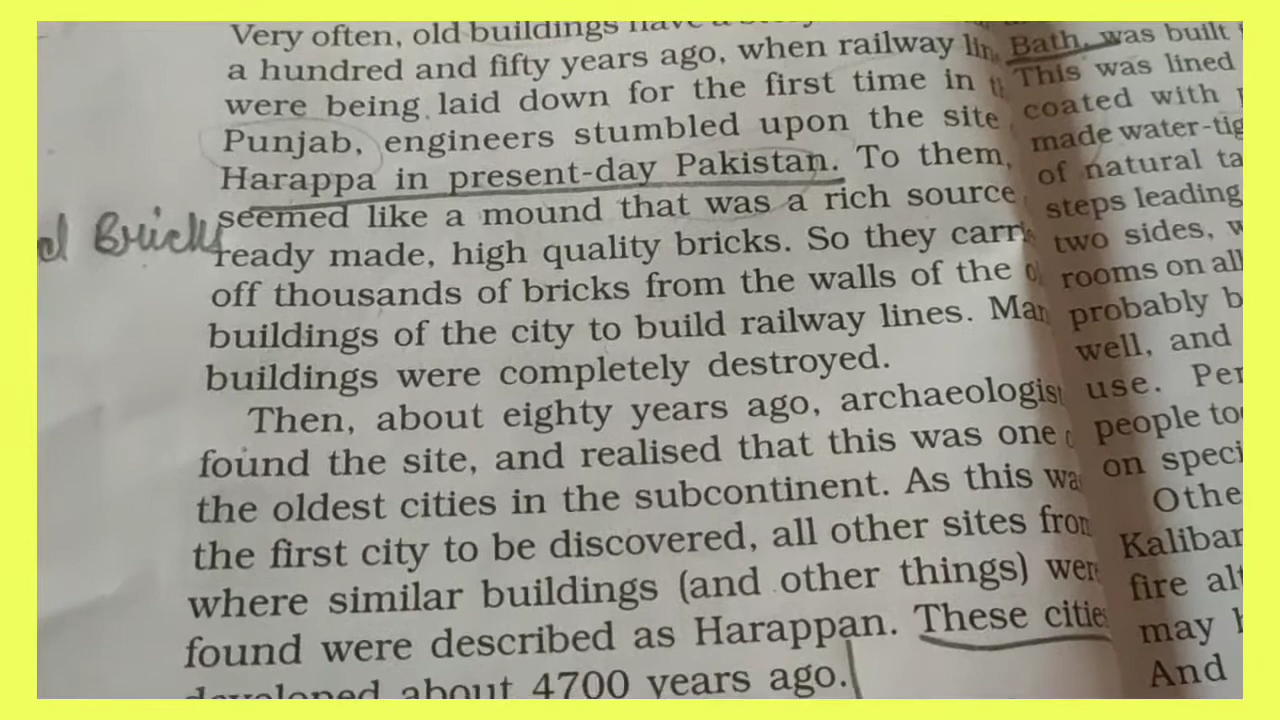 Very often, old buildings have a
a hundred and fifty years ago, when railway
were being laid down for the first time in
Punjab, engineers stumbled upon the site
Harappa in present-day Pakistan. To them,
seemed like a mound that was a rich source
ready made, high quality bricks. So they
off thousands of bricks from the walls of the
buildings of the city to build railway lines.
buildings were completely destroyed.
Then, about eighty years ago,
found the site, and realised that this was one
the oldest cities in the subcontinent. As this
the first city to be discovered, all other sites
where similar buildings (and other things)
found were described as Harappan. These
developed about 4700 years ago.
Bricks
Bath, was built
This was lined
coated with
made
of natural
steps leading
two sides,
rooms on all
probably
well, and
use.
people
on

fire
may
And